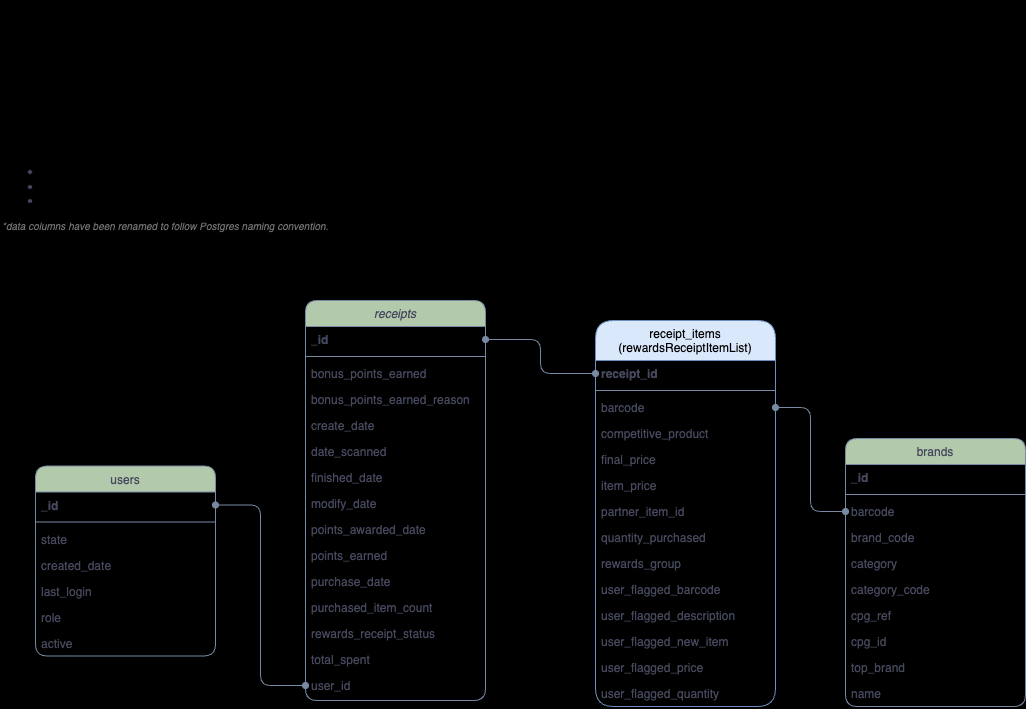 *data columns have been renamed to follow Postgres naming convention.
users
_id
state
created_date
last_login
role
active
receipts
_id
bonus_points_earned
bonus_points_earned_reason
create_date
date_scanned
finished_date
modify_date
points_awarded_date
points_earned
purchase_date
purchased_item_count
rewards_receipt_status
total_spent
user_id
receipt_items
(rewardsReceiptItemList)
receipt_id
barcode
competitive_product
final_price
item_price
partner_item_id
quantity_purchased
rewards_group
user_flagged_barcode
user_flagged_description
user_flagged_new_item
user_flagged_price
user_flagged_quantity
brands
_id
barcode
brand_code
category
category_code
cpg_ref
cpg_id
top_brand
name